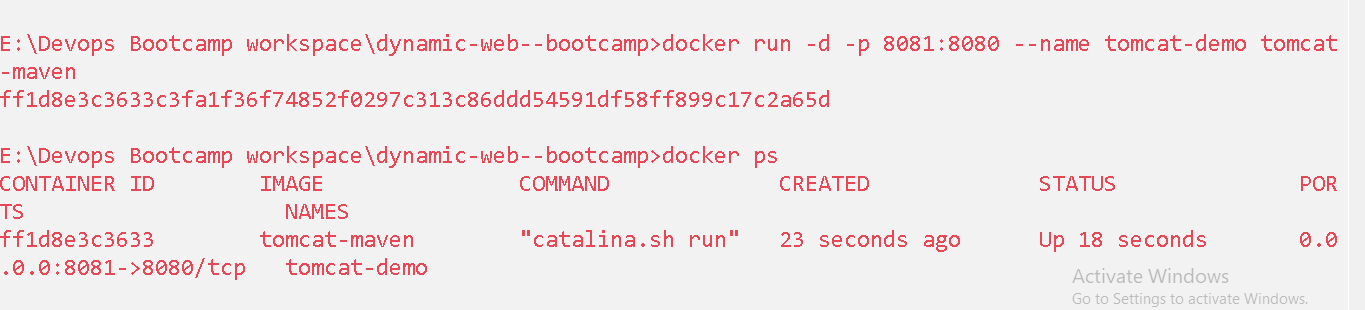 E:\Devops Bootcamp workspace\dynamic-web--bootcamp>docker run -d -p 8081:8080 --name tomcat-demo tomcat
-maven
ff1d8e3c3633c3fa1f36f74852f0297c313c86ddd54591df58ff899c17c2a65d
E:\Devops Bootcamp workspace\dynamic-web--bootcamp>docker ps
CONTAINER ID        IMAGE               COMMAND             CREATED             STATUS              POR
TS                    NAMES
ff1d8e3c3633        tomcat-maven        "catalina.sh run"   23 seconds ago      Up 18 seconds       0.0
.0.0:8081->8080/tcp   tomcat-demo
Activate Windows
Go to Settings to activate Windows.